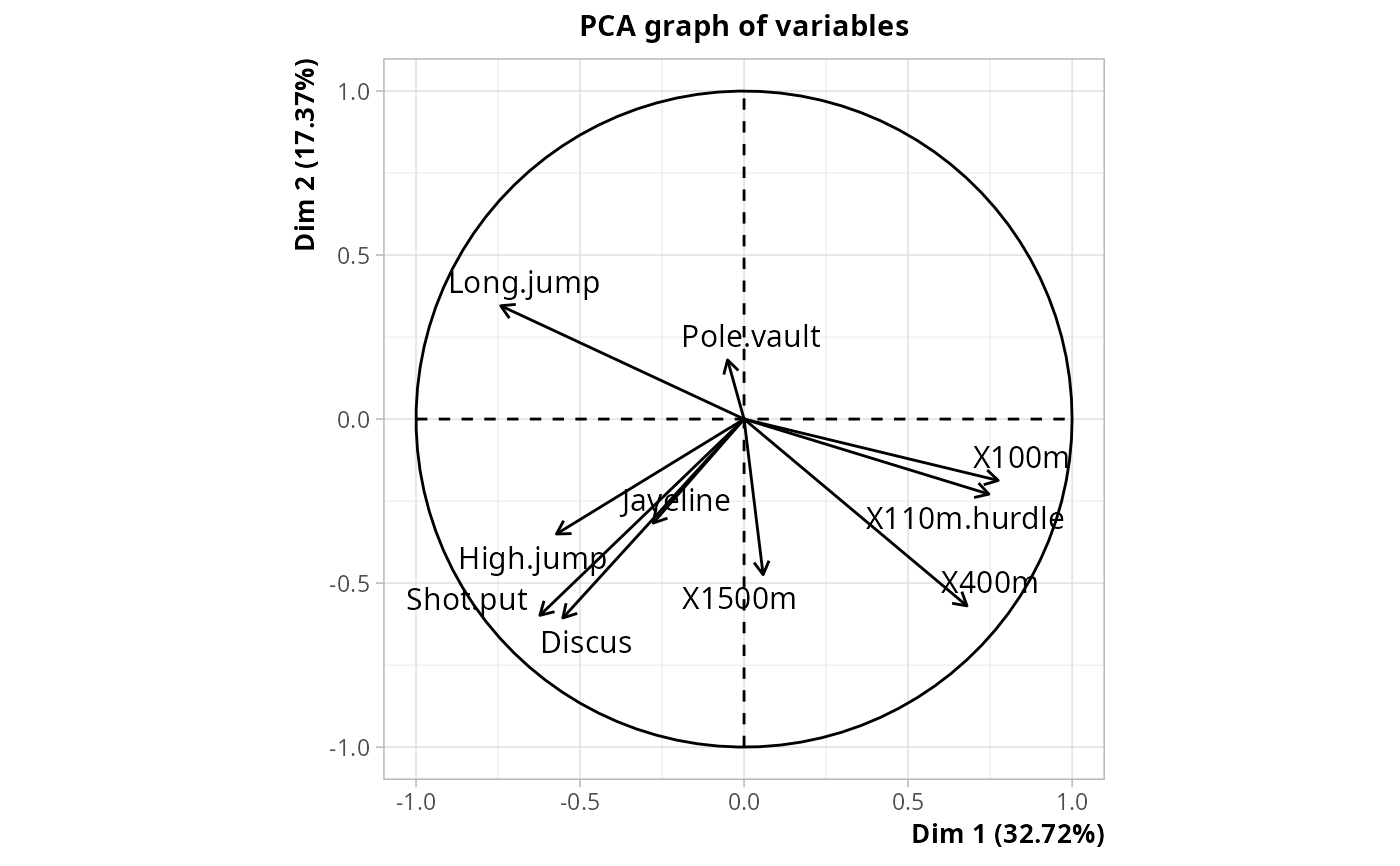 PCA graph of variables
Dim 2 (17.37%)
1.0
0.5
0.0
-0.5
-1.0
Long.jump
Pole.vault
X100m
Javeline
X110m.hurdle
High.jump
X400m
Shot.put
X1500m
Discus
-1.0
-0.5
0.0
0.5
1.0
Dim 1 (32.72%)